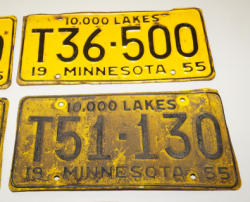 10,000 LAKES
T36-500
19 MINNESOTA 55
10,000 LAKES
T51-130
19 MINNESOTA 55